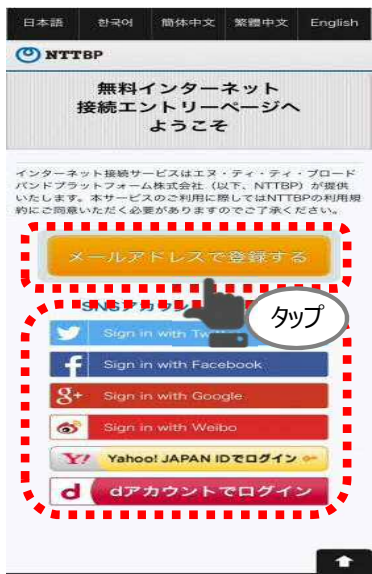 日本語 한국어 簡体中文 繁體中文 English
NTTBP
無料インターネット
接続エントリーページへ
ようこそ
インターネット接続サービスはエヌ・ティ・ティ・ブロード
バンドプラットフォーム株式会社（以下、NTTBP）が提供
いたします。本サービスのご利用に際してはNTTBPの利用規
約にご同意いただく必要がありますのでご了承ください。
メールアドレスで登録する
SNSアカウン
タップ
Sign in with Tw
f Sign in with Facebook
g+ Sign in with Google
Sign in with Weibo
Y! Yahoo! JAPAN IDでログイン
d dアカウントでログイン